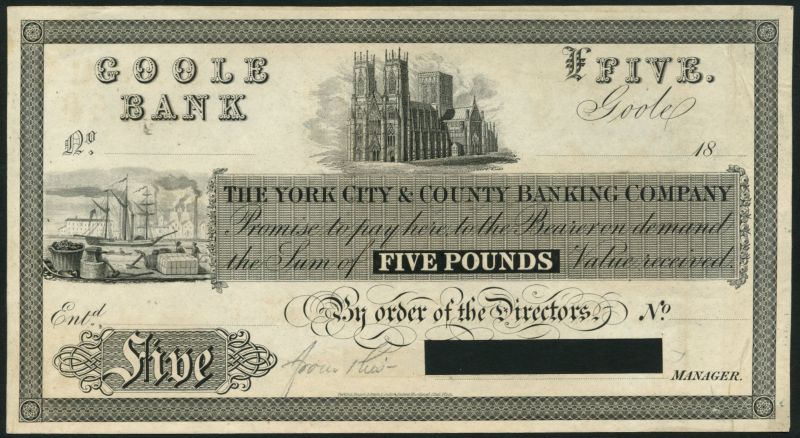 GOOLE
BANK
£ FIVE.
Goole
No.
18
THE YORK CITY & COUNTY BANKING COMPANY
Promise to pay here, to the Bearer on demand
the Sum of FIVE POUNDS Value received.
Entd.
By order of the Directors.
No
Five
MANAGER.